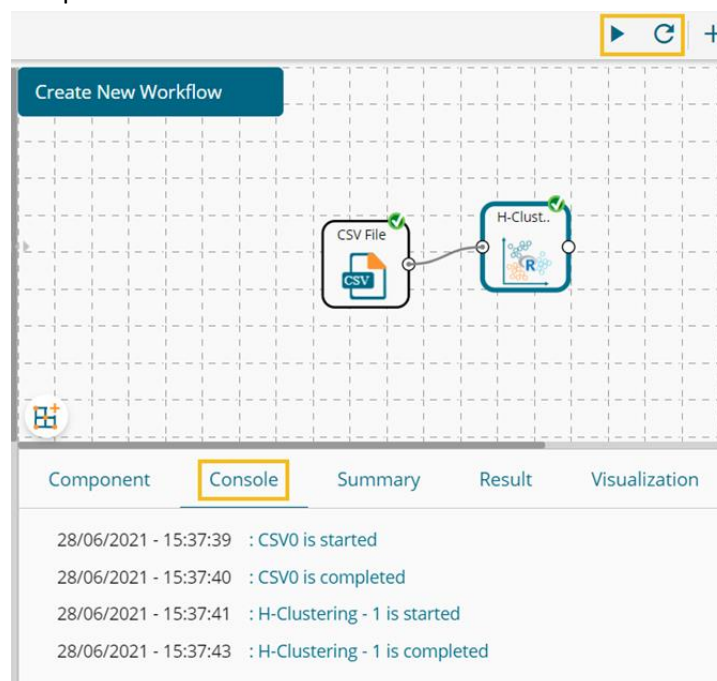 Create New Workflow
CSV File
CSV
H-Clust..
R
Component Console Summary Result Visualization
28/06/2021 - 15:37:39 : CSV0 is started
28/06/2021 - 15:37:40 : CSV0 is completed
28/06/2021 - 15:37:41 : H-Clustering - 1 is started
28/06/2021 - 15:37:43 : H-Clustering - 1 is completed